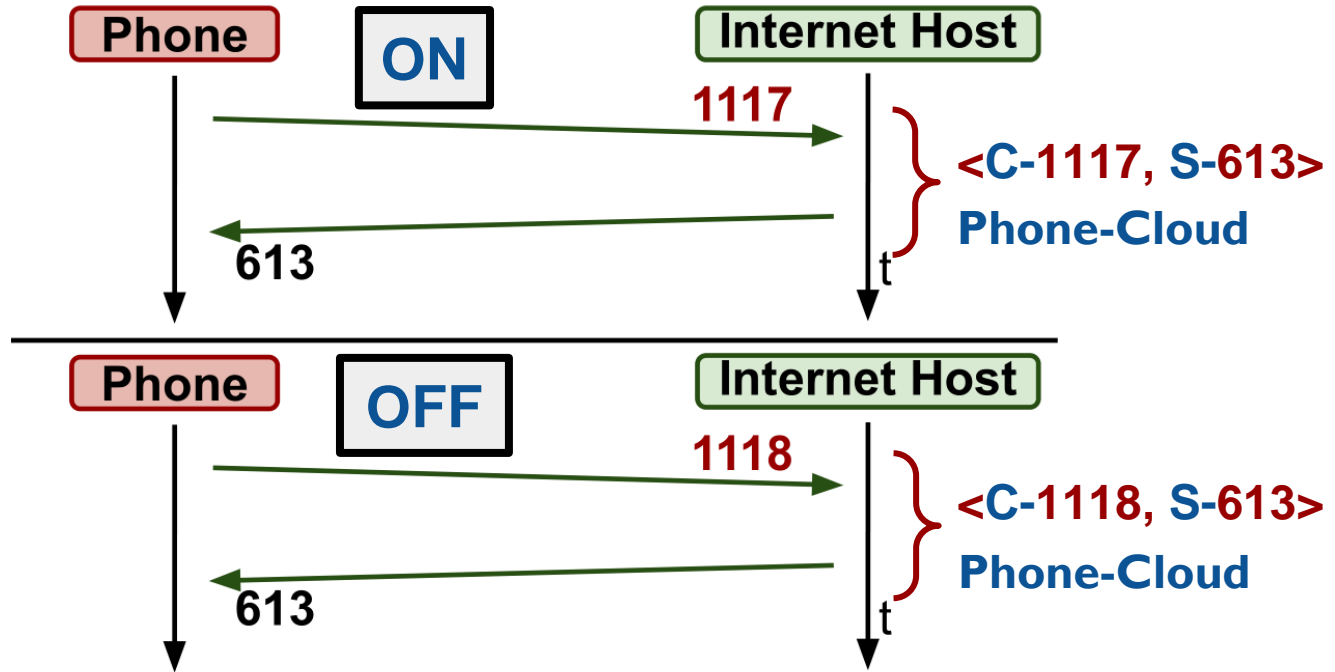 Phone
ON
Internet Host
1117
<C-1117, S-613>
Phone-Cloud
613
t
Phone
OFF
Internet Host
1118
<C-1118, S-613>
Phone-Cloud
613
t